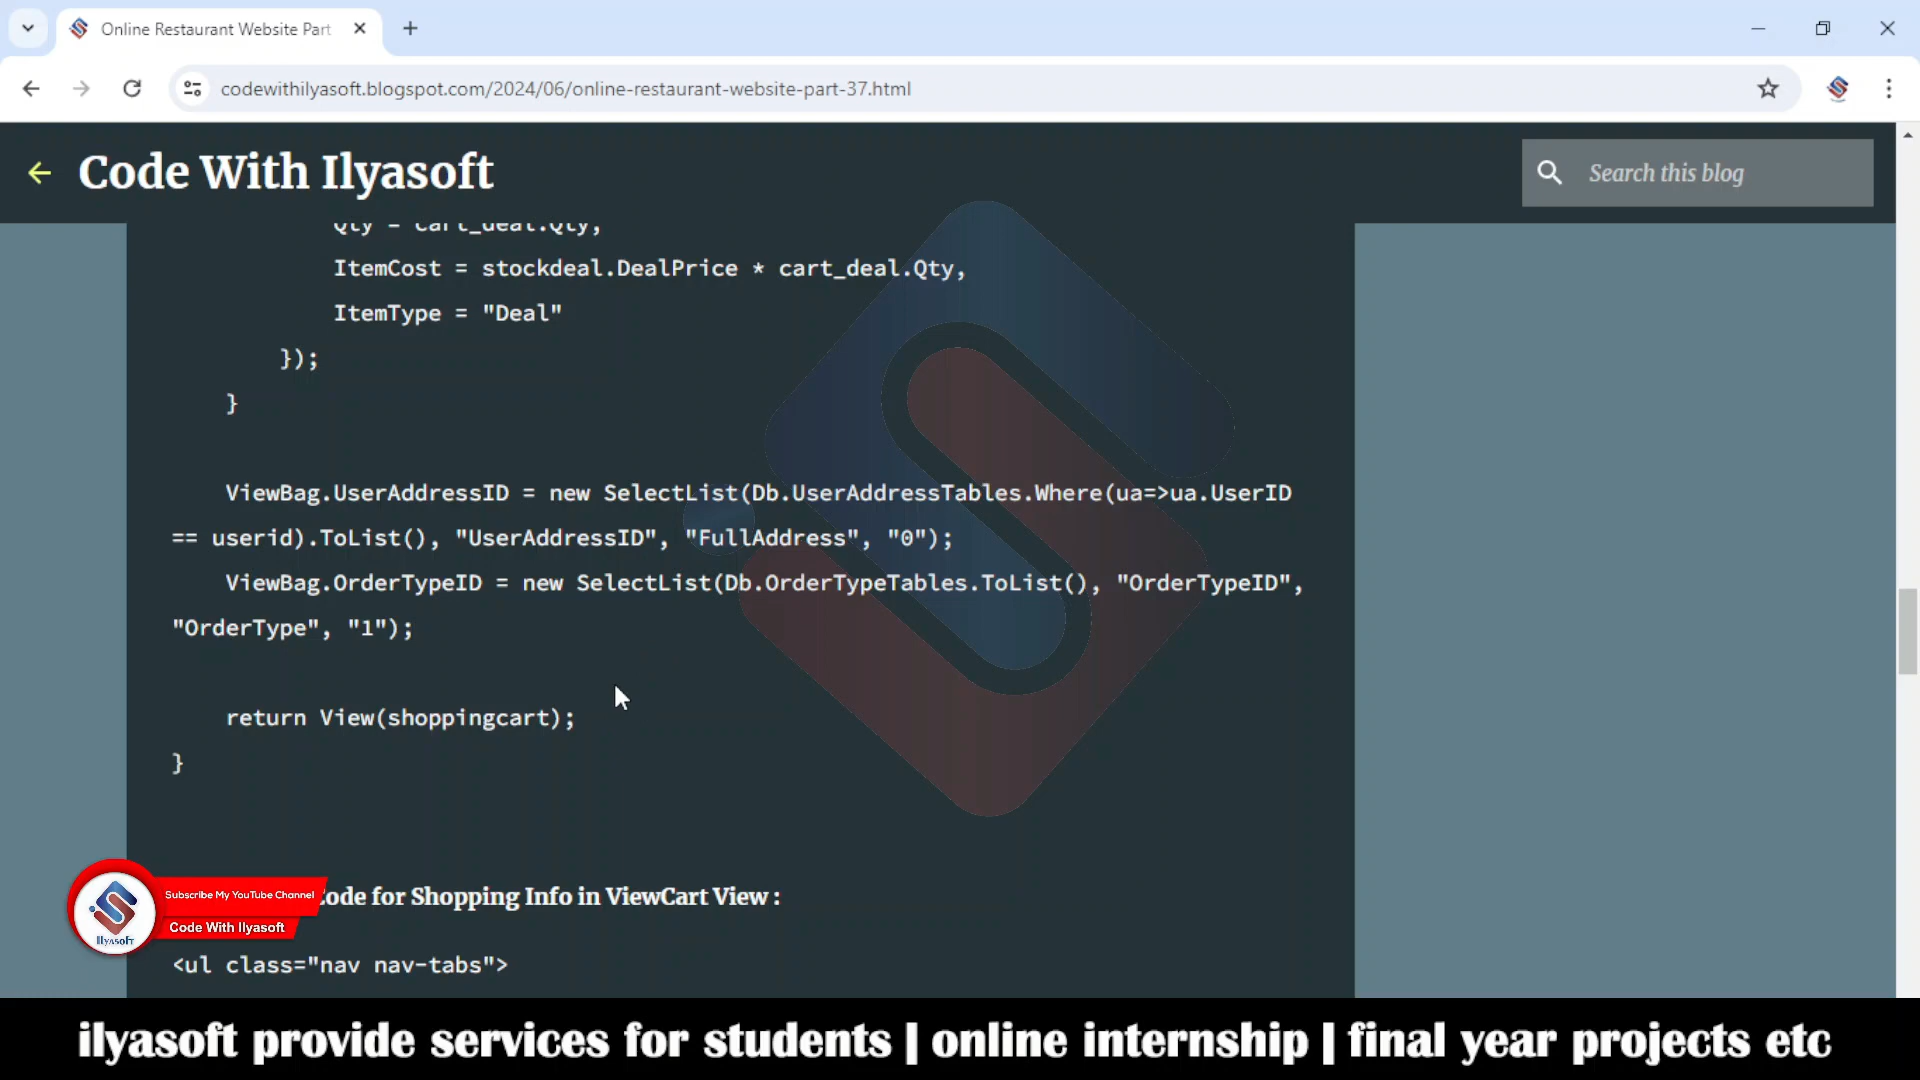 Online Restaurant Website Part
codewithilyasoft.blogspot.com/2024/06/online-restaurant-website-part-37.html
Code With Ilyasoft
Search this blog
Qty = cart_deal.Qty,
ItemCost = stockdeal.DealPrice * cart_deal.Qty,
ItemType = "Deal"
});
}
ViewBag.UserAddressID = new SelectList(Db.UserAddressTables.Where(ua=>ua.UserID
== userid).ToList(), "UserAddressID", "FullAddress", "0");
ViewBag.OrderTypeID = new SelectList(Db.OrderTypeTables.ToList(), "OrderTypeID",
"OrderType", "1");
return View(shoppingcart);
}
Code for Shopping Info in ViewCart View :
Subscribe My YouTube Channel
Code With Ilyasoft
Ilyasoft
<ul class="nav nav-tabs">
ilyasoft provide services for students | online internship | final year projects etc